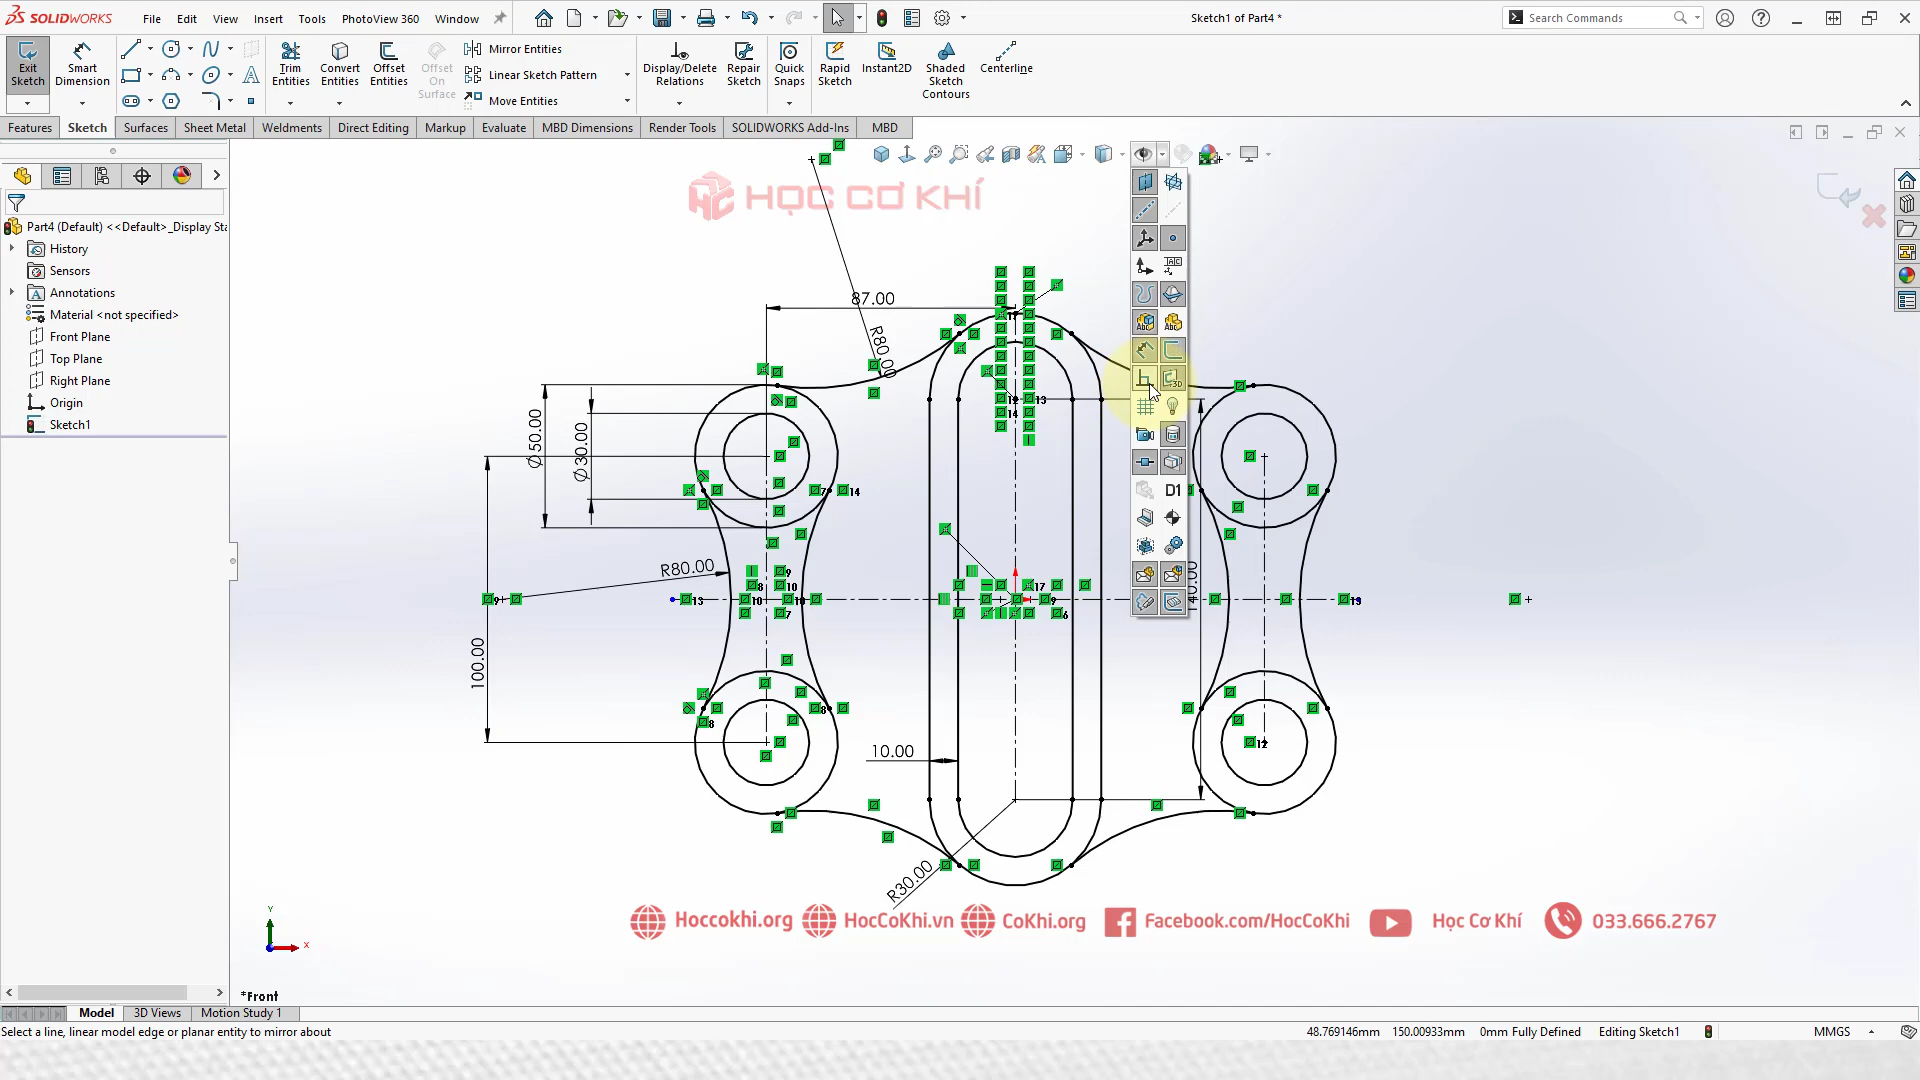 SOLIDWORKS File Edit View Insert Tools PhotoView 360 Window Sketch1 of Part4 * Search Commands
Exit Sketch Smart Dimension Trim Entities Convert Entities Offset Entities Offset On Surface Mirror Entities Linear Sketch Pattern Move Entities Display/Delete Relations Repair Sketch Quick Snaps Rapid Sketch Instant2D Shaded Sketch Contours Centerline
Features Sketch Surfaces Sheet Metal Weldments Direct Editing Markup Evaluate MBD Dimensions Render Tools SOLIDWORKS Add-Ins MBD
HỌC CƠ KHÍ
Part4 (Default) <<Default>_Display Sta
History
Sensors
Annotations
Material <not specified>
Front Plane
Top Plane
Right Plane
Origin
Sketch1
87.00
R80.00
Ø50.00
Ø30.00
R80.00
100.00
10.00
140.00
R30.00
D1
Hoccokhi.org HocCoKhi.vn CoKhi.org Facebook.com/HocCoKhi Học Cơ Khí 033.666.2767
Y
X
*Front
Model 3D Views Motion Study 1
Select a line, linear model edge or planar entity to mirror about 48.769146mm 150.00933mm 0mm Fully Defined Editing Sketch1 MMGS